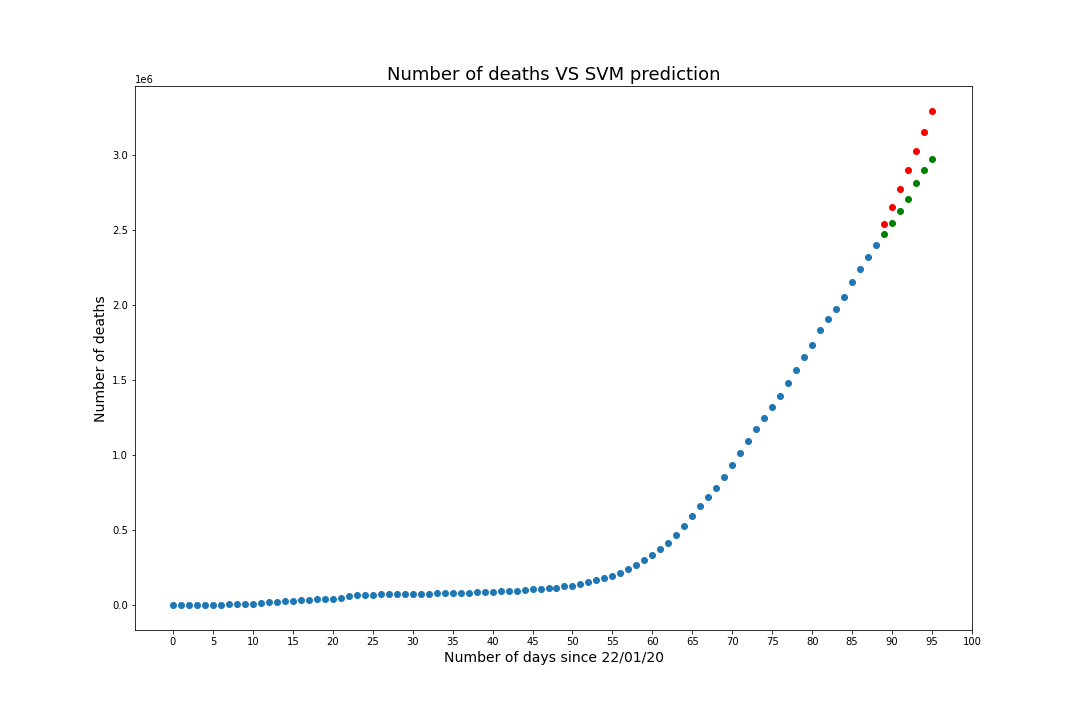 Number of deaths VS SVM prediction
1e6
3.0
2.5
2.0
1.5
1.0
0.5
0.0
Number of deaths
0 5 10 15 20 25 30 35 40 45 50 55 60 65 70 75 80 85 90 95 100
Number of days since 22/01/20